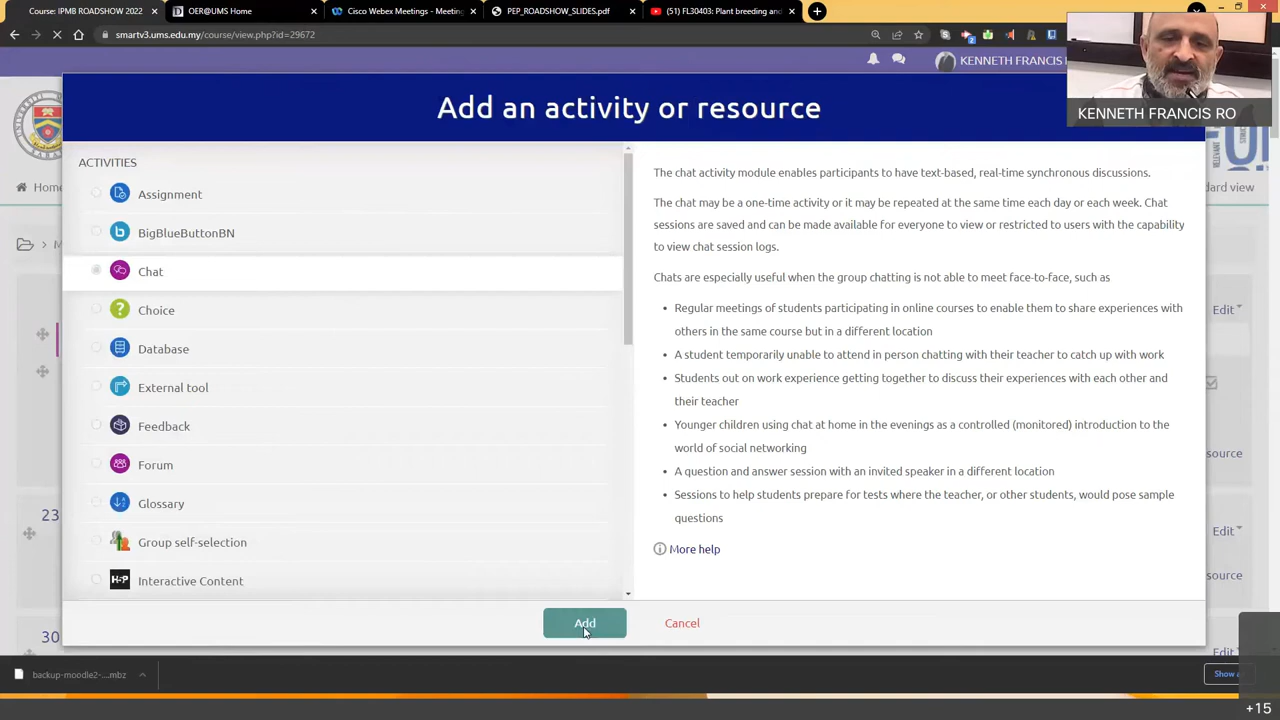 Course: IPMB ROADSHOW 2022
OER@UMS Home
Cisco Webex Meetings - Meeting
PEP_ROADSHOW_SLIDES.pdf
(51) FL30403: Plant breeding and
smartv3.ums.edu.my/course/view.php?id=29672
KENNETH FRANCIS
Add an activity or resource
KENNETH FRANCIS RO
ACTIVITIES
Assignment
BigBlueButtonBN
Chat
Choice
Database
External tool
Feedback
Forum
Glossary
Group self-selection
Interactive Content
The chat activity module enables participants to have text-based, real-time synchronous discussions.
The chat may be a one-time activity or it may be repeated at the same time each day or each week. Chat
sessions are saved and can be made available for everyone to view or restricted to users with the capability
to view chat session logs.
Chats are especially useful when the group chatting is not able to meet face-to-face, such as
Regular meetings of students participating in online courses to enable them to share experiences with
others in the same course but in a different location
A student temporarily unable to attend in person chatting with their teacher to catch up with work
Students out on work experience getting together to discuss their experiences with each other and
their teacher
Younger children using chat at home in the evenings as a controlled (monitored) introduction to the
world of social networking
A question and answer session with an invited speaker in a different location
Sessions to help students prepare for tests where the teacher, or other students, would pose sample
questions
More help
Home
dard view
Edit
source
23
Edit
source
30
Edit
Add
Cancel
backup-moodle2-....mbz
Show a
+15